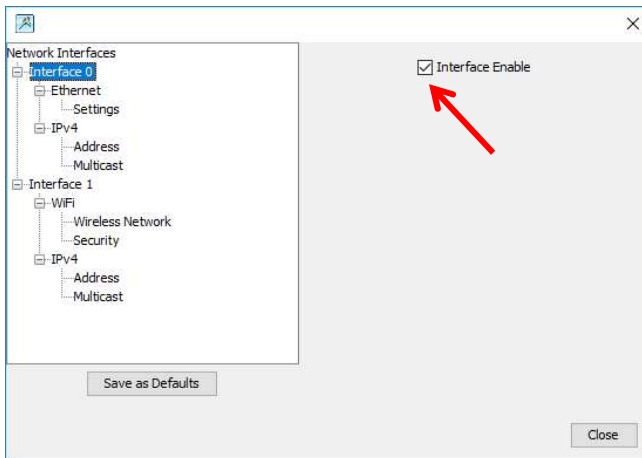 Network Interfaces
Interface 0
Ethernet
Settings
IPv4
Address
Multicast
Interface 1
WiFi
Wireless Network
Security
IPv4
Address
Multicast
Interface Enable
Save as Defaults
Close